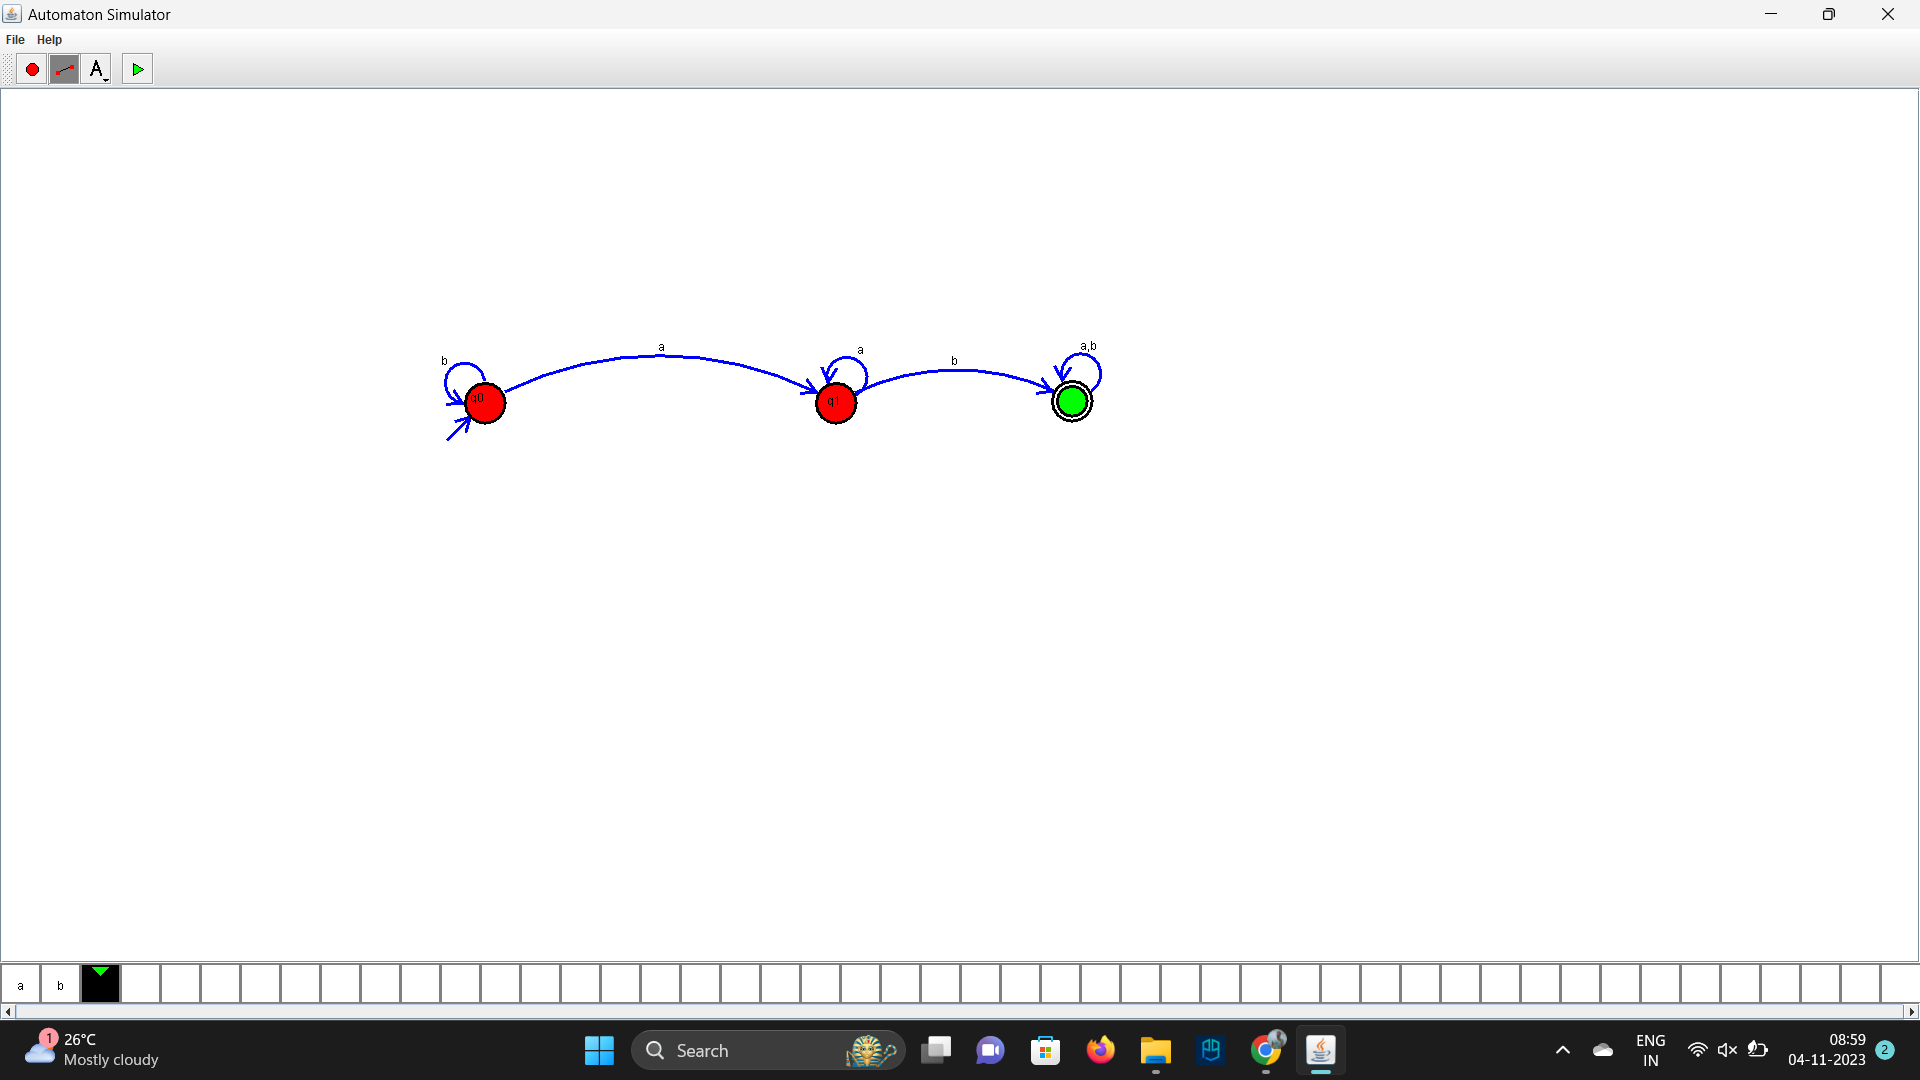 Automaton Simulator
File Help
A
b
a
a
b
a,b
q0
q1
a b
1
26°C
Mostly cloudy
Search
ENG
IN
08:59
04-11-2023
2